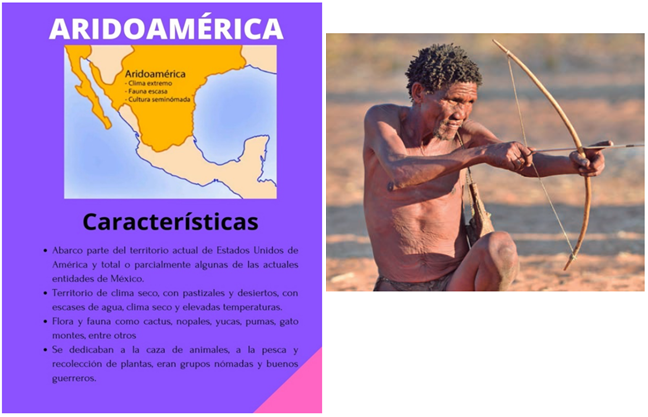 ARIDOAMÉRICA
Aridoamérica
- Clima extremo
- Fauna escasa
- Cultura seminómada
Características
• Abarco parte del territorio actual de Estados Unidos de
América y total o parcialmente algunas de las actuales
entidades de México.
• Territorio de clima seco, con pastizales y desiertos, con
escases de agua, clima seco y elevadas temperaturas.
• Flora y fauna como cactus, nopales, yucas, pumas, gato
montes, entre otros
• Se dedicaban a la caza de animales, a la pesca y
recolección de plantas, eran grupos nómadas y buenos
guerreros.